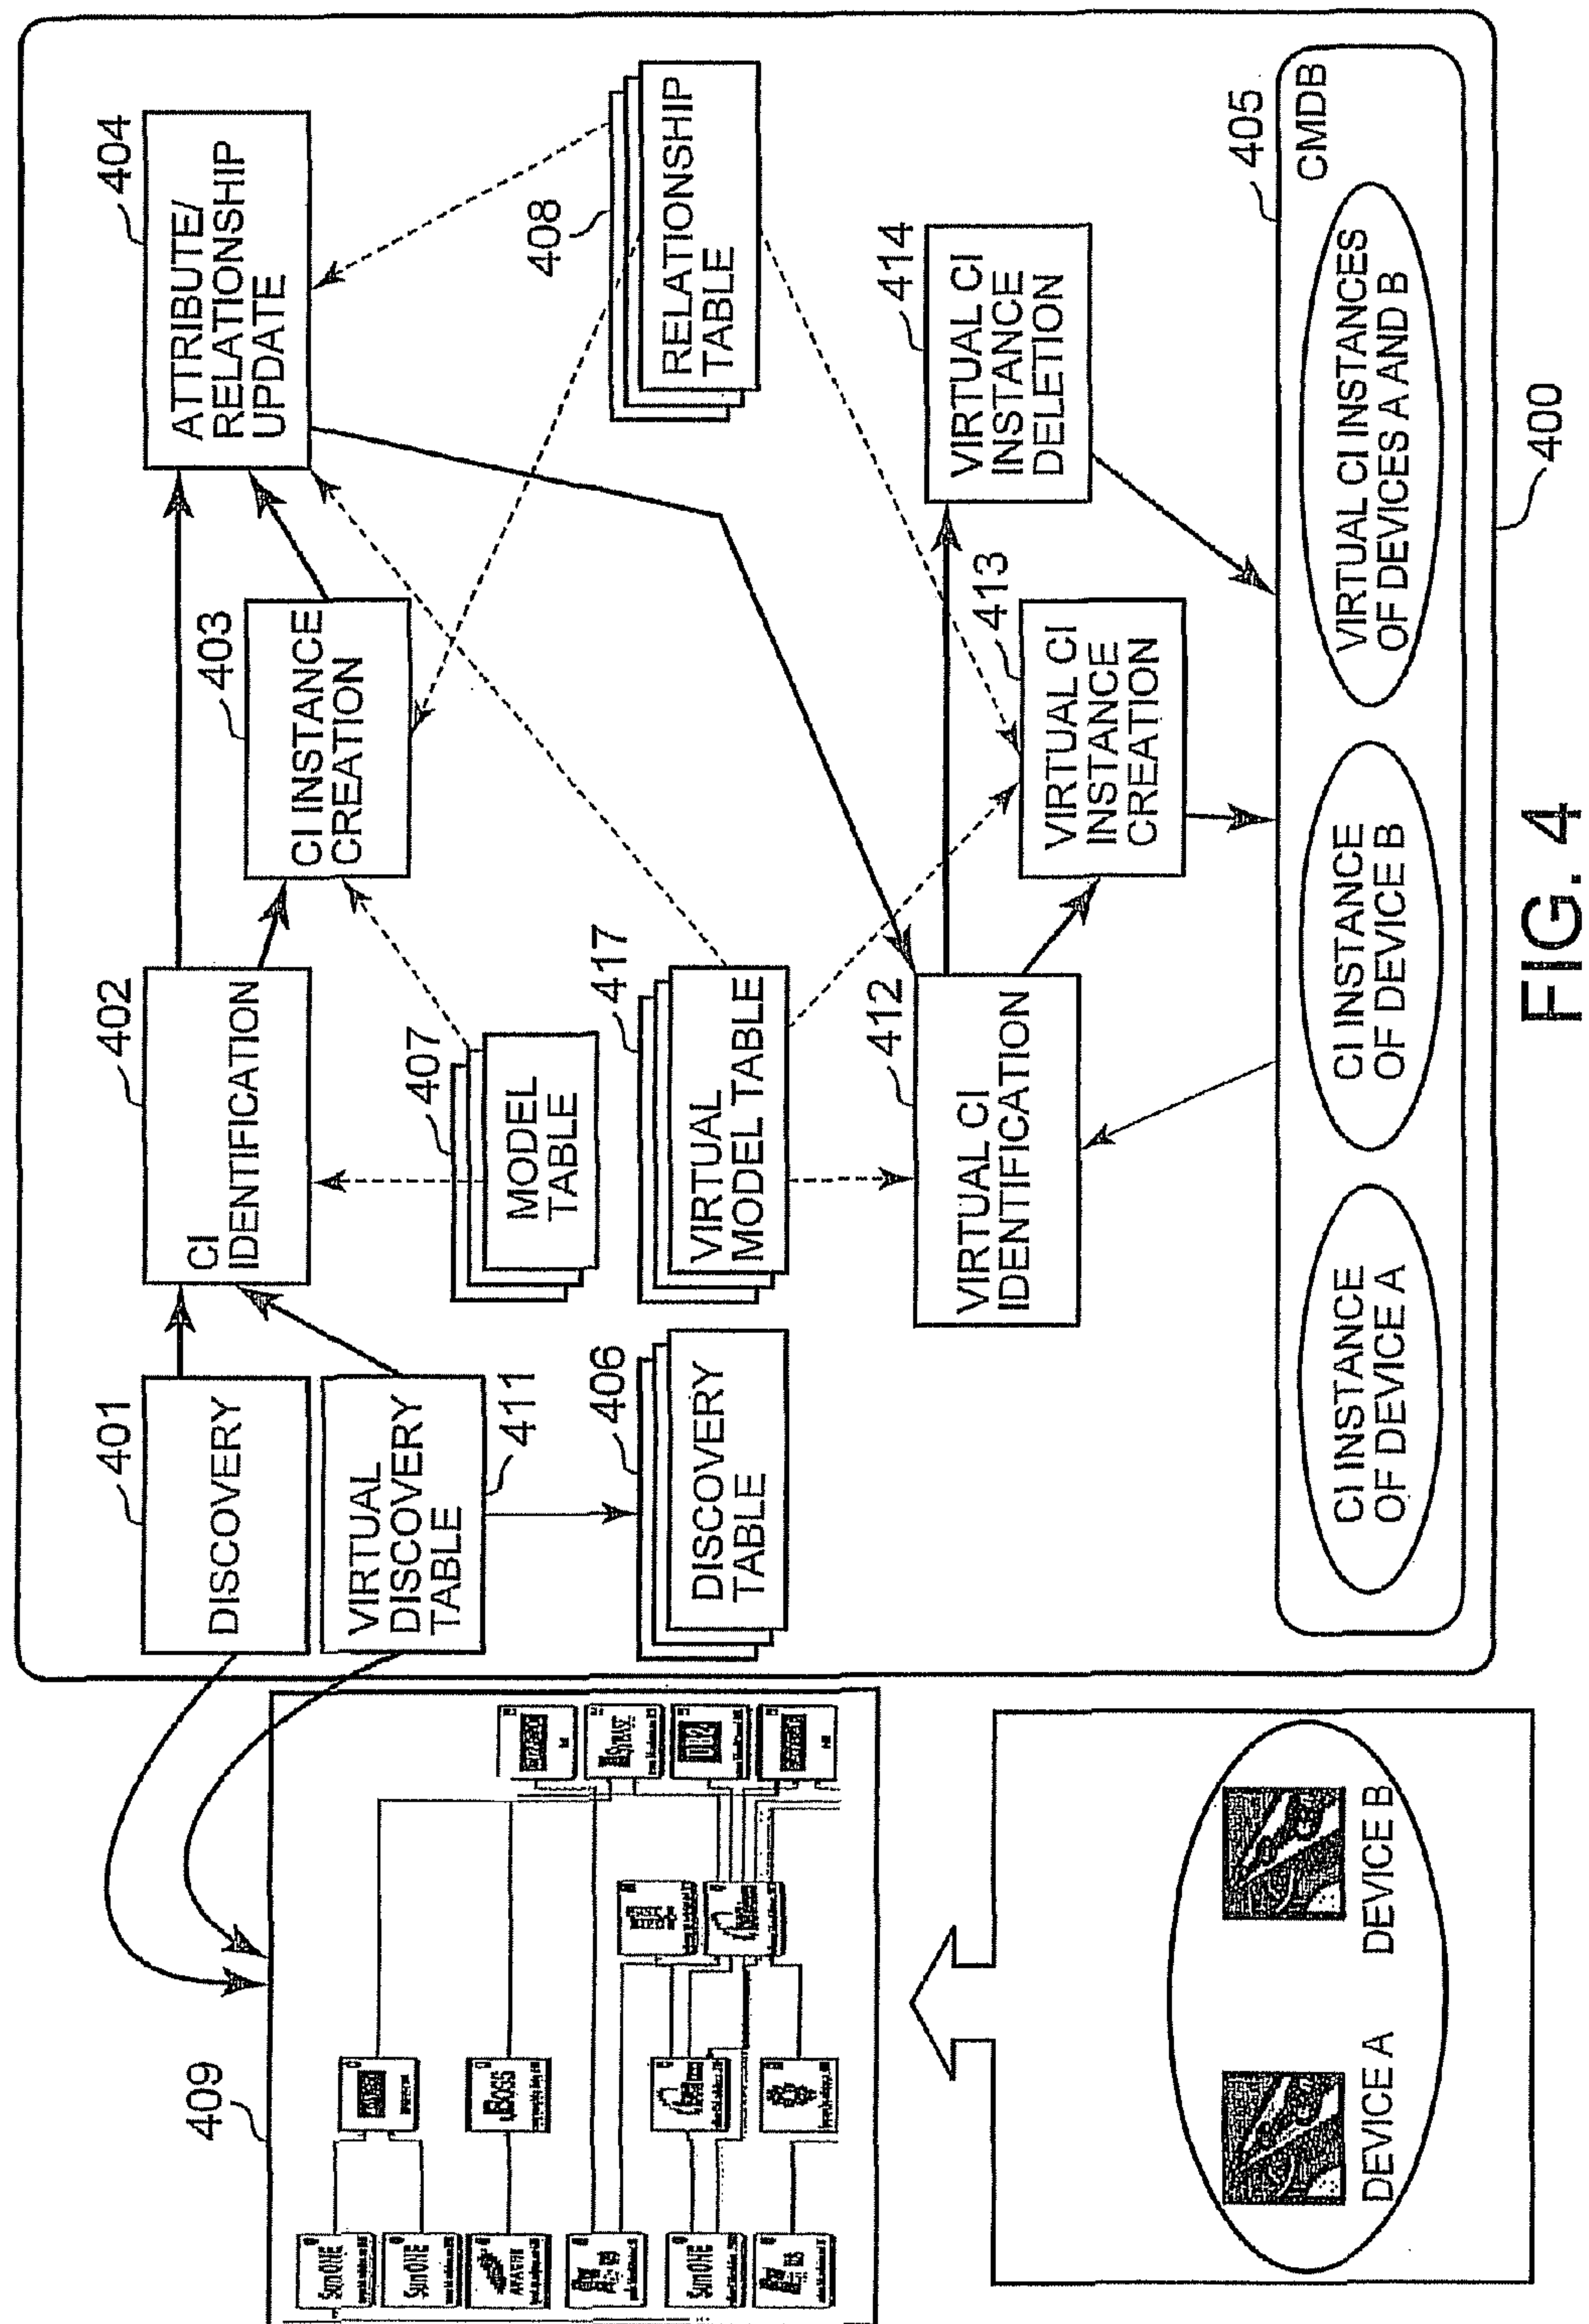 409
401
DISCOVERY
402
CI
IDENTIFICATION
403
CI INSTANCE
CREATION
404
ATTRIBUTE/
RELATIONSHIP
UPDATE
VIRTUAL
DISCOVERY
TABLE
411
407
MODEL
TABLE
408
RELATIONSHIP
TABLE
406
DISCOVERY
TABLE
417
VIRTUAL
MODEL TABLE
412
VIRTUAL CI
IDENTIFICATION
413
VIRTUAL CI
INSTANCE
CREATION
414
VIRTUAL CI
INSTANCE
DELETION
405
CMDB
CI INSTANCE
OF DEVICE A
CI INSTANCE
OF DEVICE B
VIRTUAL CI INSTANCES
OF DEVICES A AND B
400
SunONE
SunONE
APACHE
SunONE
JBoss
SYBASE
DB2
DEVICE A
DEVICE B
FIG. 4